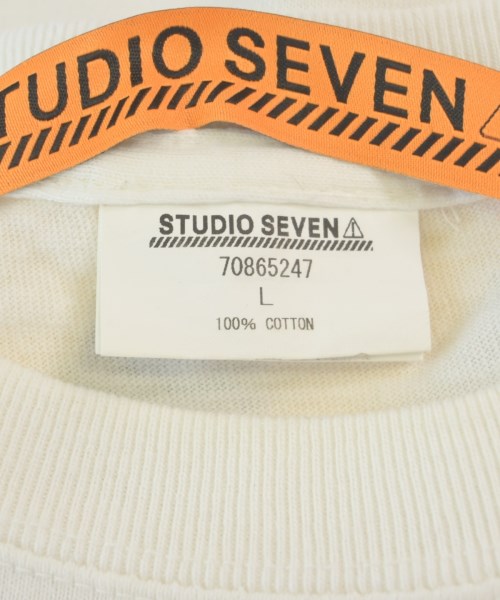 STUDIO SEVEN
STUDIO SEVEN
70865247
L
100% COTTON